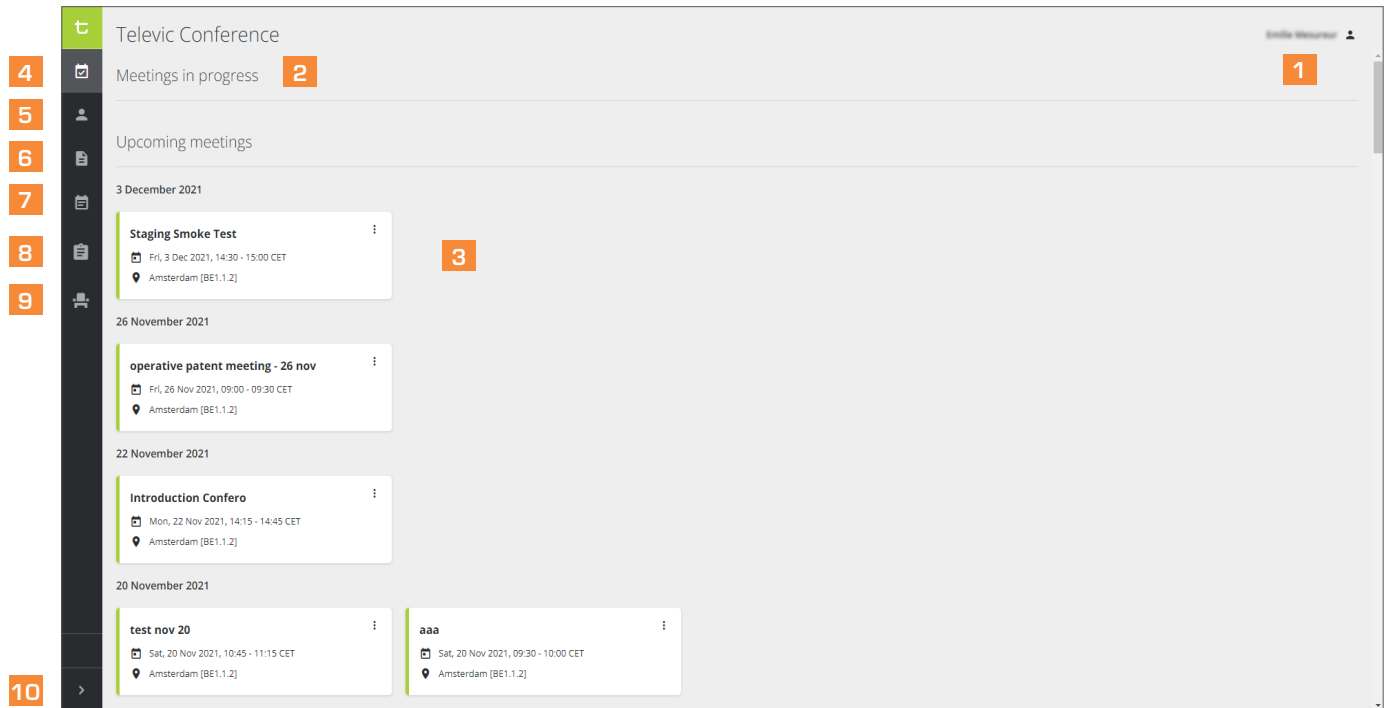 t
Televic Conference
Meetings in progress
2
1
4
5
Upcoming meetings
6
3 December 2021
7
Staging Smoke Test
Fri, 3 Dec 2021, 14:30 - 15:00 CET
3
8
Amsterdam [BE1.1.2]
9
26 November 2021
operative patent meeting - 26 nov
Fri, 26 Nov 2021, 09:00 - 09:30 CET
Amsterdam [BE1.1.2]
22 November 2021
Introduction Confero
Mon, 22 Nov 2021, 14:15 - 14:45 CET
Amsterdam [BE1.1.2]
20 November 2021
test nov 20
Sat, 20 Nov 2021, 10:45 - 11:15 CET
Amsterdam [BE1.1.2]
aaa
Sat, 20 Nov 2021, 09:30 - 10:00 CET
Amsterdam [BE1.1.2]
10